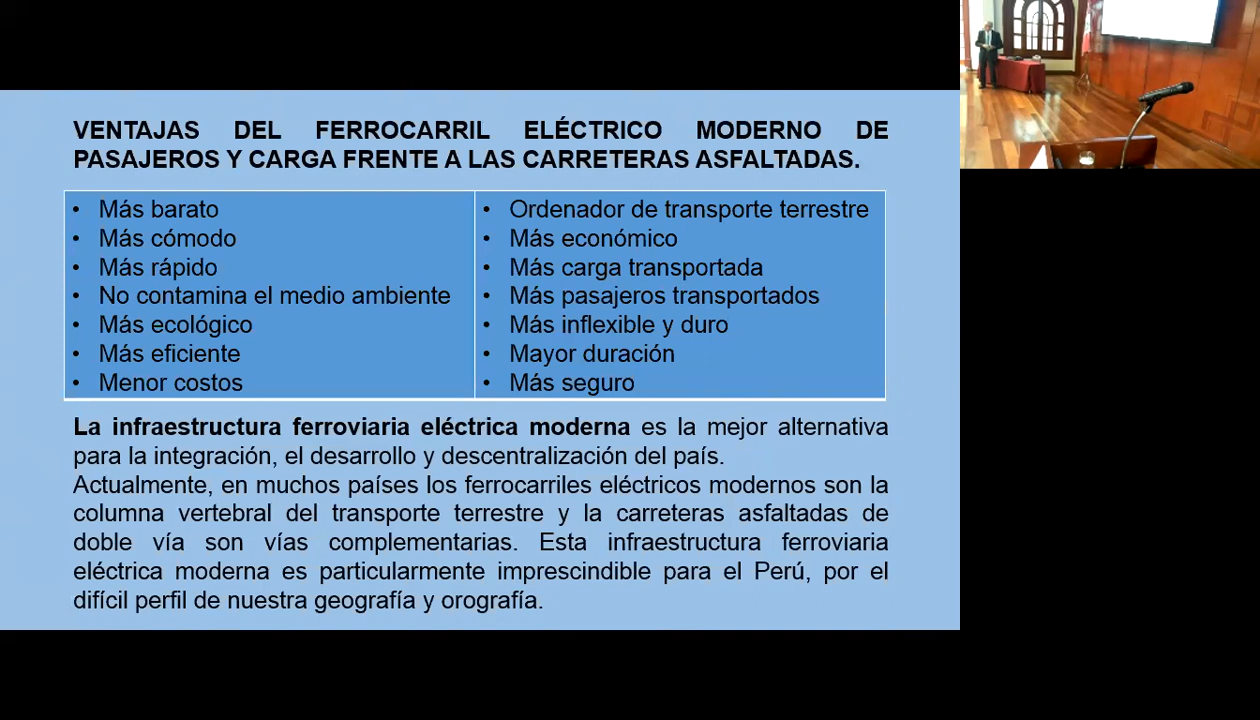 VENTAJAS DEL FERROCARRIL ELÉCTRICO MODERNO DE
PASAJEROS Y CARGA FRENTE A LAS CARRETERAS ASFALTADAS.
• Más barato
• Más cómodo
• Más rápido
• No contamina el medio ambiente
• Más ecológico
• Más eficiente
• Menor costos
• Ordenador de transporte terrestre
• Más económico
• Más carga transportada
• Más pasajeros transportados
• Más inflexible y duro
• Mayor duración
• Más seguro
La infraestructura ferroviaria eléctrica moderna es la mejor alternativa
para la integración, el desarrollo y descentralización del país.
Actualmente, en muchos países los ferrocarriles eléctricos modernos son la
columna vertebral del transporte terrestre y la carreteras asfaltadas de
doble vía son vías complementarias. Esta infraestructura ferroviaria
eléctrica moderna es particularmente imprescindible para el Perú, por el
difícil perfil de nuestra geografía y orografía.